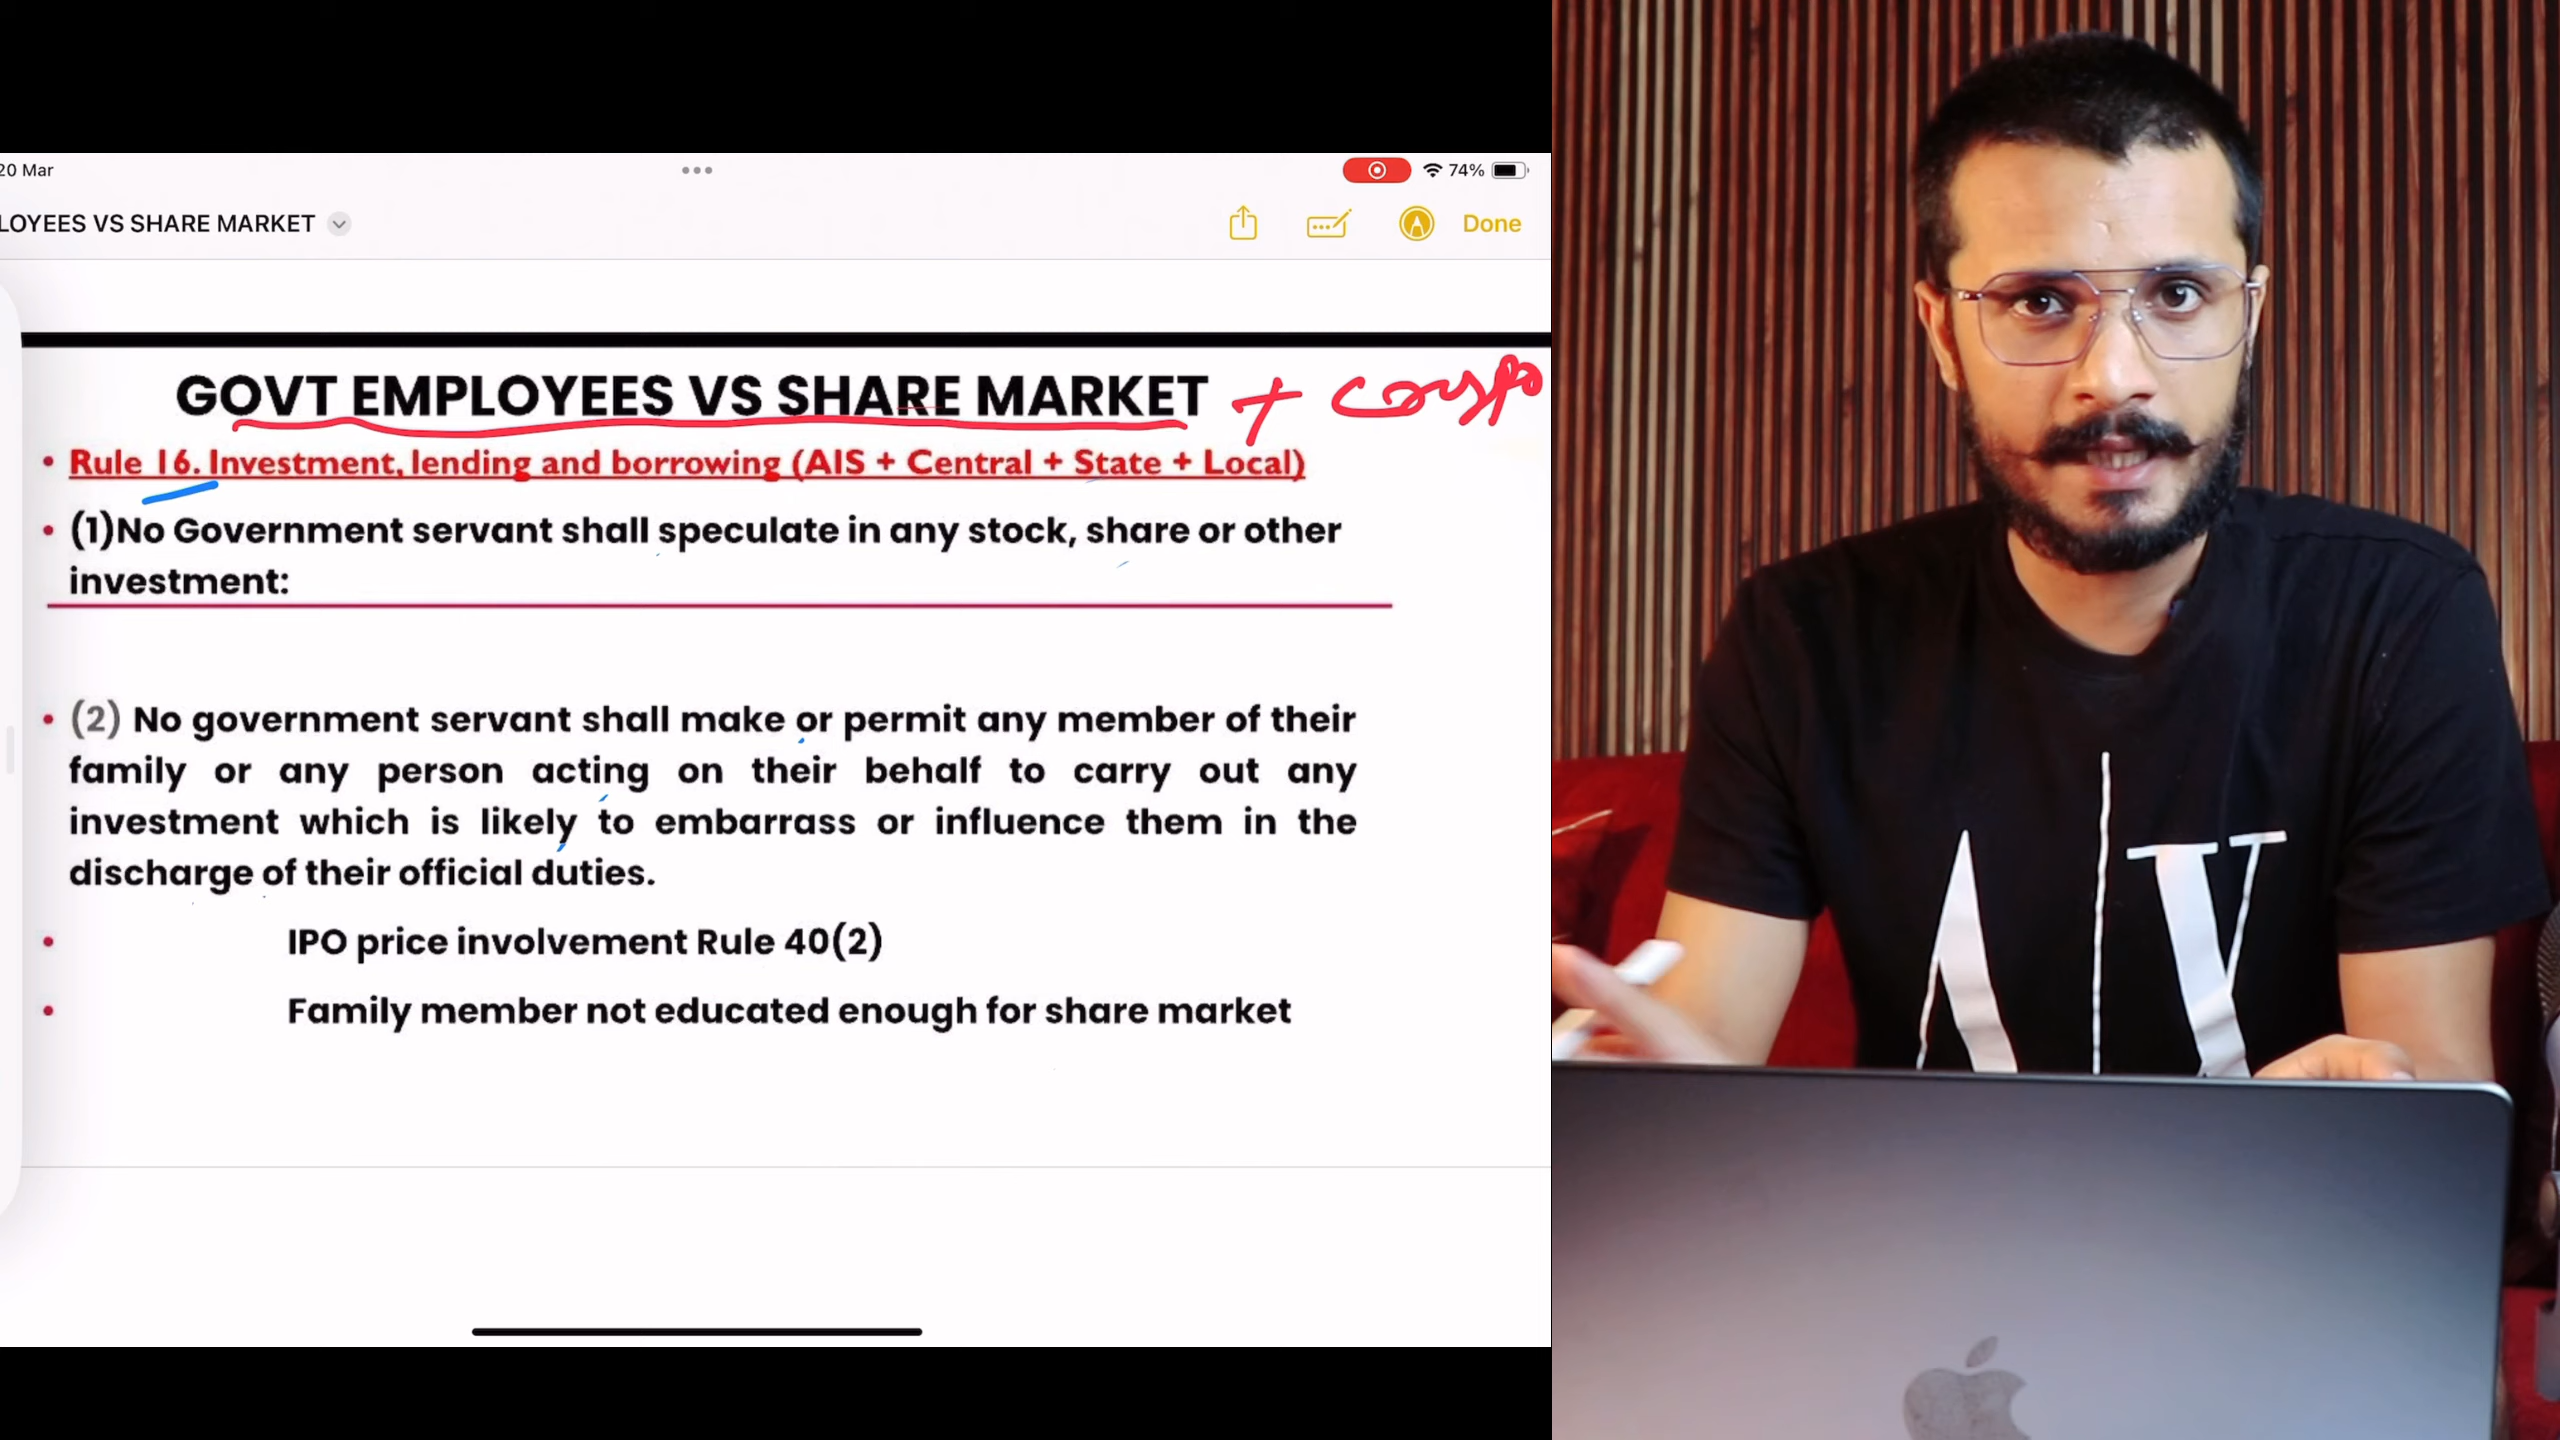 20 Mar
74%
LOYEES VS SHARE MARKET
Done
GOVT EMPLOYEES VS SHARE MARKET + Crypto
• Rule 16. Investment, lending and borrowing (AIS + Central + State + Local)
• (1)No Government servant shall speculate in any stock, share or other
investment:
• (2) No government servant shall make or permit any member of their
family or any person acting on their behalf to carry out any
investment which is likely to embarrass or influence them in the
discharge of their official duties.
• IPO price involvement Rule 40(2)
• Family member not educated enough for share market
A|X